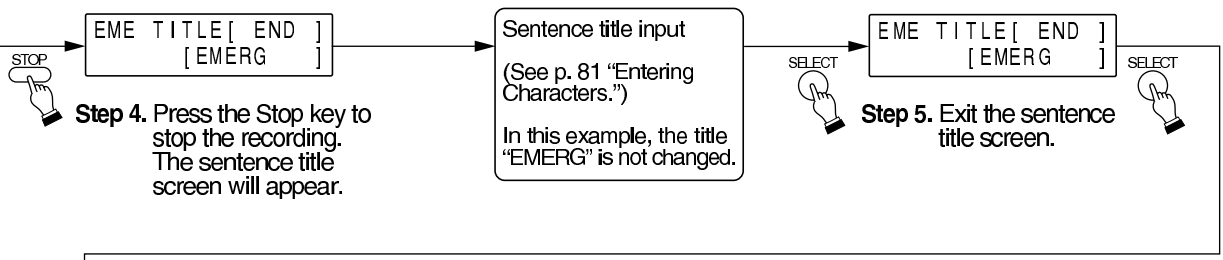 STOP
EME TITLE[ END ]
[EMERG ]
Step 4. Press the Stop key to
stop the recording.
The sentence title
screen will appear.
Sentence title input
(See p. 81 “Entering
Characters.”)
In this example, the title
“EMERG” is not changed.
SELECT
EME TITLE[ END ]
[EMERG ]
Step 5. Exit the sentence
title screen.
SELECT